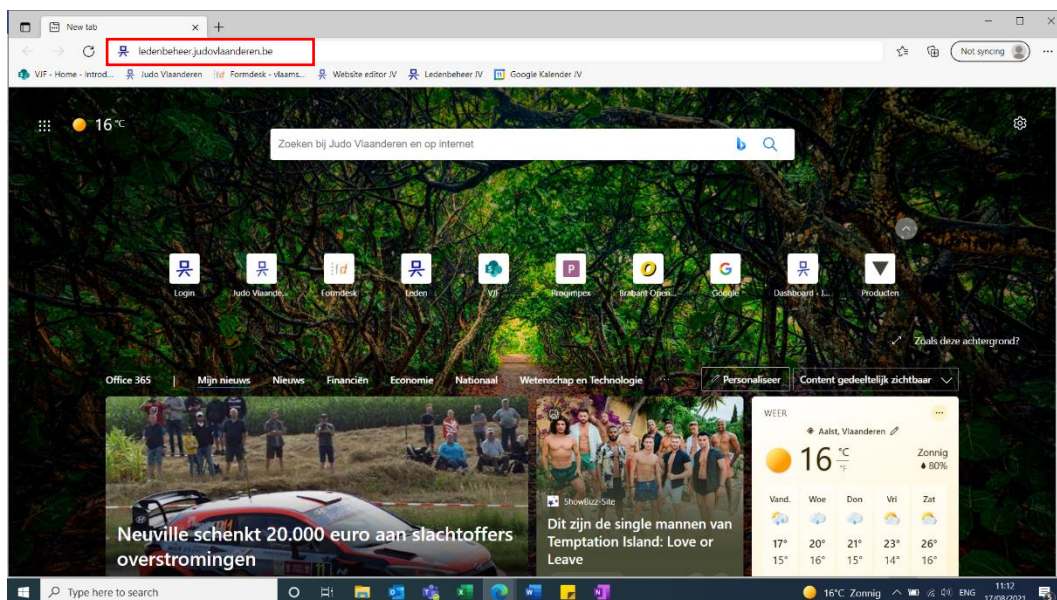 New tab
ledenbeheer.judovlaanderen.be
Not syncing
VJF - Home - Introd...
Judo Vlaanderen
Formdesk - vlaams...
Website editor JV
Ledenbeheer JV
Google Kalender JV
16 °C
Zoeken bij Judo Vlaanderen en op internet
fd
P
G
Login
Judo Vlaande...
Formdesk
Leden
VJF
Progimpex
Brabant Open...
Google
Dashboard - J...
Producten
Zoals deze achtergrond?
Office 365 | Mijn nieuws Nieuws Financiën Economie Nationaal Wetenschap en Technologie ...
Personaliseer
Content gedeeltelijk zichtbaar
Neuville schenkt 20.000 euro aan slachtoffers
overstromingen
ShowBizz-Site
Dit zijn de single mannen van
Temptation Island: Love or
Leave
WEER
Aalst, Vlaanderen
16 °C
°F
Zonnig
80%
Vand. Woe Don Vri Zat
17° 20° 21° 23° 26°
15° 16° 15° 14° 16°
Type here to search
16°C Zonnig
ENG
11:12
17/08/2021